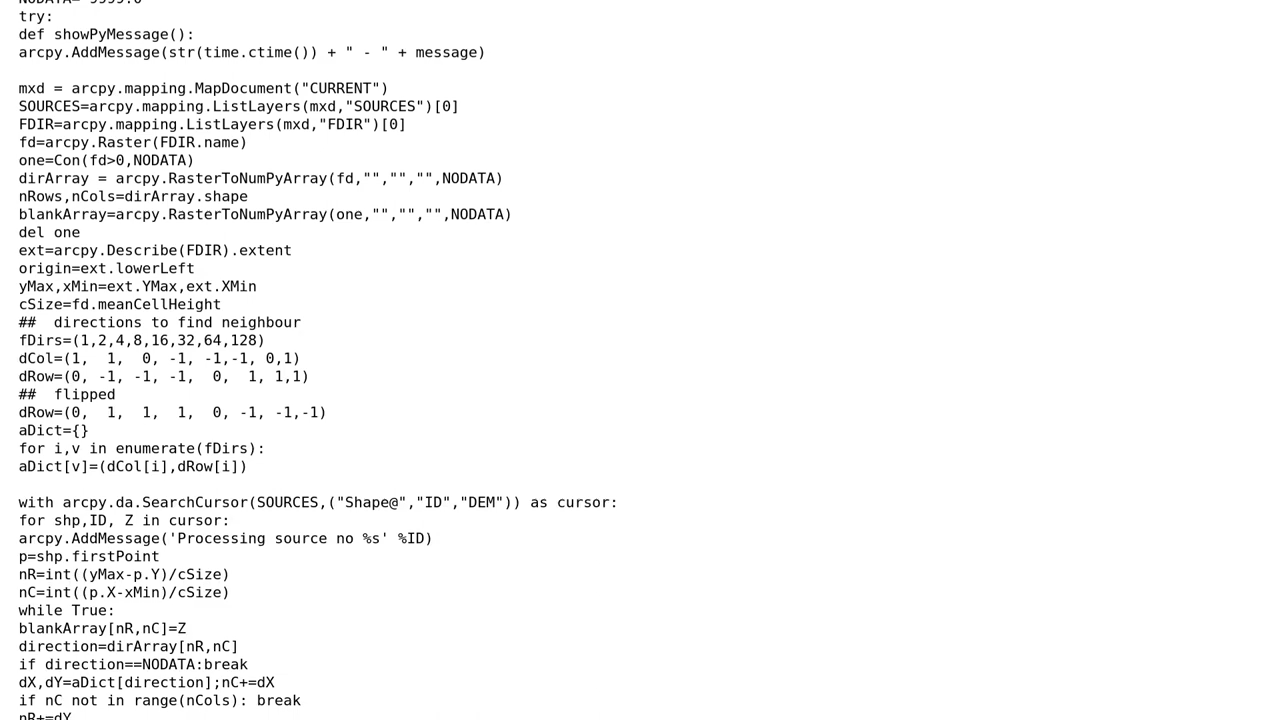 NODATA=-9999.0
try:
def showPyMessage():
arcpy.AddMessage(str(time.ctime()) + " - " + message)
mxd = arcpy.mapping.MapDocument("CURRENT")
SOURCES=arcpy.mapping.ListLayers(mxd,"SOURCES")[0]
FDIR=arcpy.mapping.ListLayers(mxd,"FDIR")[0]
fd=arcpy.Raster(FDIR.name)
one=Con(fd>0,NODATA)
dirArray = arcpy.RasterToNumPyArray(fd,"","","",NODATA)
nRows,nCols=dirArray.shape
blankArray=arcpy.RasterToNumPyArray(one,"","","",NODATA)
del one
ext=arcpy.Describe(FDIR).extent
origin=ext.lowerLeft
yMax,xMin=ext.YMax,ext.XMin
cSize=fd.meanCellHeight
##  directions to find neighbour
fDirs=(1,2,4,8,16,32,64,128)
dCol=(1,  1,  0, -1, -1,-1, 0,1)
dRow=(0, -1, -1, -1,  0,  1, 1,1)
##  flipped
dRow=(0,  1,  1,  1,  0, -1, -1,-1)
aDict={}
for i,v in enumerate(fDirs):
aDict[v]=(dCol[i],dRow[i])
with arcpy.da.SearchCursor(SOURCES,("Shape@","ID","DEM")) as cursor:
for shp,ID, Z in cursor:
arcpy.AddMessage('Processing source no %s' %ID)
p=shp.firstPoint
nR=int((yMax-p.Y)/cSize)
nC=int((p.X-xMin)/cSize)
while True:
blankArray[nR,nC]=Z
direction=dirArray[nR,nC]
if direction==NODATA:break
dX,dY=aDict[direction];nC+=dX
if nC not in range(nCols): break
nR+=dY